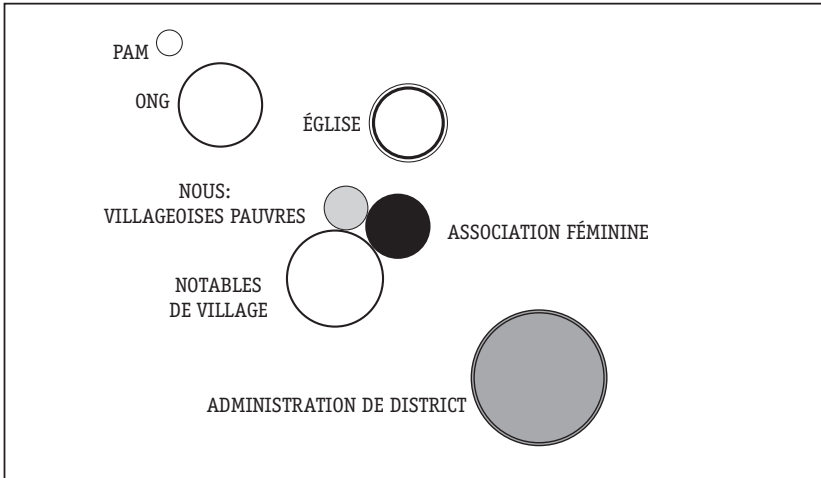 PAM
ONG
ÉGLISE
NOUS:
VILLAGEOISES PAUVRES
ASSOCIATION FÉMININE
NOTABLES
DE VILLAGE
ADMINISTRATION DE DISTRICT